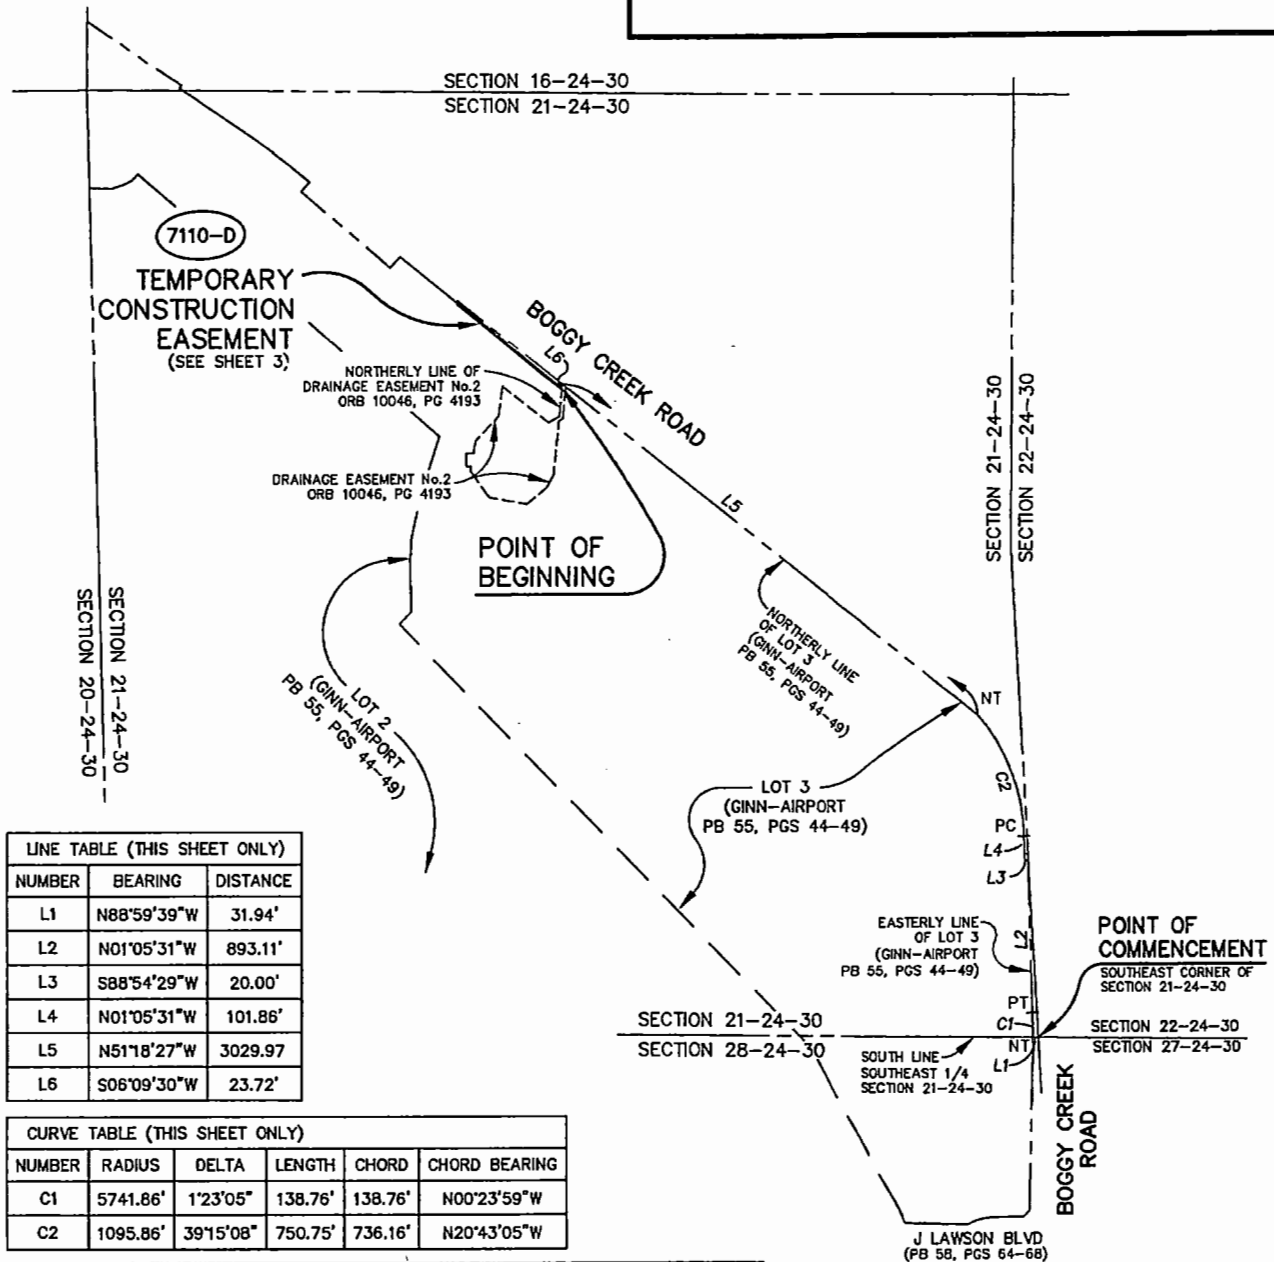 SECTION 16-24-30
SECTION 21-24-30
7110-D
TEMPORARY
CONSTRUCTION
EASEMENT
(SEE SHEET 3)
BOGGY CREEK ROAD
L6
NORTHERLY LINE OF
DRAINAGE EASEMENT No.2
ORB 10046, PG 4193
DRAINAGE EASEMENT No.2
ORB 10046, PG 4193
SECTION 21-24-30
SECTION 22-24-30
L5
POINT OF
BEGINNING
SECTION 21-24-30
SECTION 20-24-30
NORTHERLY LINE
OF LOT 3
(GINN-AIRPORT
PB 55, PGS 44-49)
NT
LOT 2
(GINN-AIRPORT
PB 55, PGS 44-49)
LOT 3
(GINN-AIRPORT
PB 55, PGS 44-49)
C2
PC
L4
L3
EASTERLY LINE
OF LOT 3
(GINN-AIRPORT
PB 55, PGS 44-49)
L2
POINT OF
COMMENCEMENT
SOUTHEAST CORNER OF
SECTION 21-24-30
PT
C1
NT
L1
SECTION 21-24-30
SECTION 28-24-30
SECTION 22-24-30
SECTION 27-24-30
SOUTH LINE
SOUTHEAST 1/4
SECTION 21-24-30
BOGGY CREEK
ROAD
J LAWSON BLVD
(PB 58, PGS 64-68)
LINE TABLE (THIS SHEET ONLY)
NUMBER BEARING DISTANCE
L1 N88°59'39"W 31.94'
L2 N01°05'31"W 893.11'
L3 S88°54'29"W 20.00'
L4 N01°05'31"W 101.86'
L5 N51°18'27"W 3029.97
L6 S06°09'30"W 23.72'
CURVE TABLE (THIS SHEET ONLY)
NUMBER RADIUS DELTA LENGTH CHORD CHORD BEARING
C1 5741.86' 1°23'05" 138.76' 138.76' N00°23'59"W
C2 1095.86' 39°15'08" 750.75' 736.16' N20°43'05"W